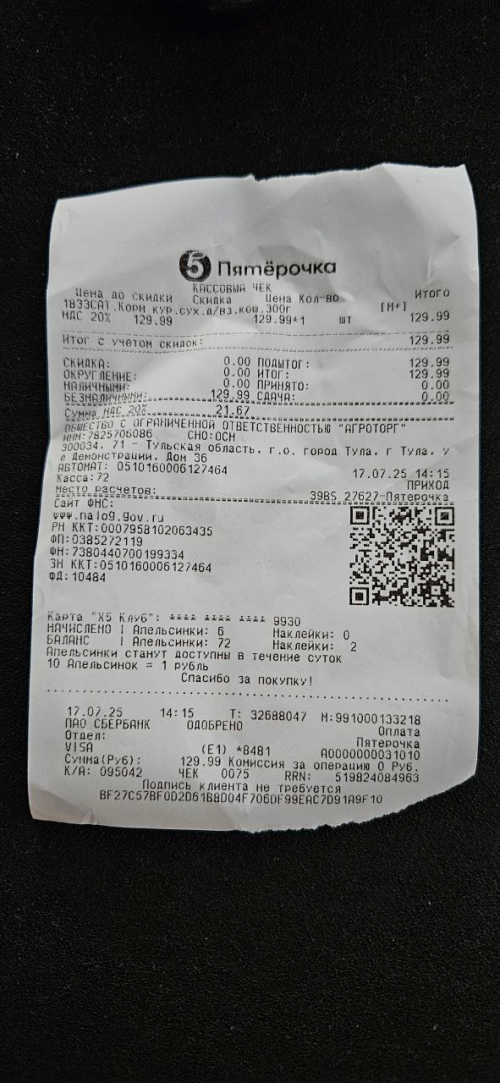 5 Пятёрочка
КАССОВЫЙ ЧЕК
Цена до скидки Скидка Цена Кол-во Итого
1833CAT.Корм кур.сух.д/вз.кош.300г [М+]
НДС 20% 129.99 129.99*1 шт 129.99
Итог с учетом скидок: 129.99
СКИДКА: 0.00 ПОДЫТОГ: 129.99
ОКРУГЛЕНИЕ: 0.00 ИТОГ: 129.99
НАЛИЧНЫМИ: 0.00 ПРИНЯТО: 0.00
БЕЗНАЛИЧНЫМИ: 129.99 СДАЧА: 0.00
Сумма НДС 20% 21.67
ОБЩЕСТВО С ОГРАНИЧЕННОЙ ОТВЕТСТВЕННОСТЬЮ "АГРОТОРГ"
ИНН:7825706086 СНО:ОСН
300034, 71 - Тульская область, г.о. город Тула, г Тула, у
л Демонстрации, Дом 36
АВТОМАТ: 0510160006127464 17.07.25 14:15
Касса:72 ПРИХОД
Место расчетов: 39BS 27627-Пятерочка
Сайт ФНС:
www.nalog.gov.ru
РН ККТ:0007958102063435
ФП:0385272119
ФН:7380440700199334
ЗН ККТ:0510160006127464
ФД:10484
Карта "X5 Клуб": **** **** **** 9930
НАЧИСЛЕНО | Апельсинки: 6 Наклейки: 0
БАЛАНС | Апельсинки: 72 Наклейки: 2
Апельсинки станут доступны в течение суток
10 Апельсинок = 1 рубль
Спасибо за покупку!
17.07.25 14:15 Т: 32688047 М:991000133218
ПАО СБЕРБАНК ОДОБРЕНО Оплата
Отдел: Пятерочка
VISA (E1) *8481 A0000000031010
Сумма(Руб): 129.99 Комиссия за операцию 0 Руб.
К/А: 095042 ЧЕК 0075 RRN: 519824084963
Подпись клиента не требуется
BF27C57BF0D2D61B8D04F706DF99EAC7D91A9F10